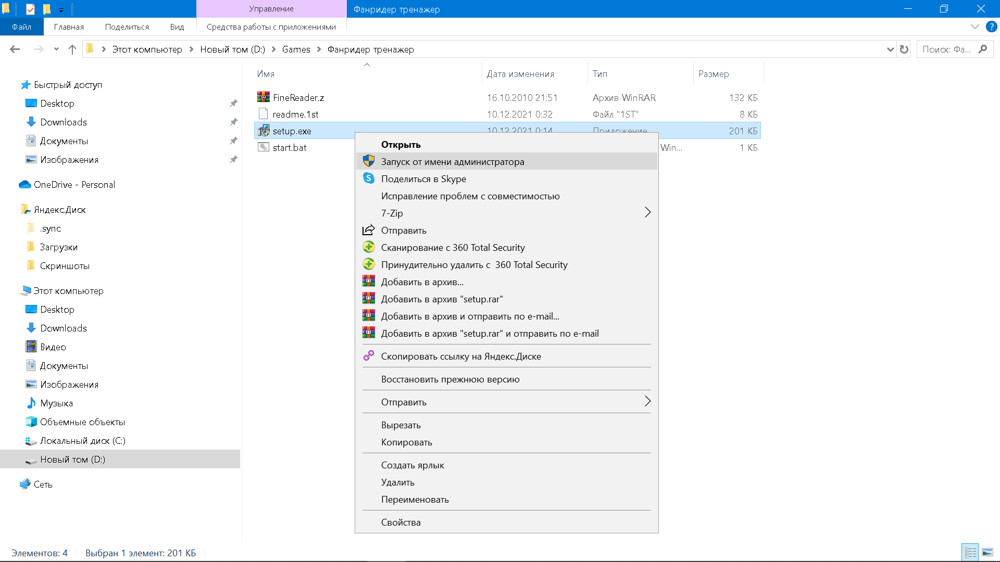 Управление
Фанридер тренажер
Файл
Главная
Поделиться
Вид
Средства работы с приложениями
?
Этот компьютер
Новый том (D:)
Games
Фанридер тренажер
Поиск: Фа...
Имя
Дата изменения
Тип
Размер
FineReader.z
16.10.2010 21:51
Архив WinRAR
132 КБ
readme.1st
10.12.2021 0:32
Файл "1ST"
8 КБ
setup.exe
10.12.2021 0:14
Приложение
201 КБ
start.bat
Win...
1 КБ
Быстрый доступ
Desktop
Downloads
Документы
Изображения
OneDrive - Personal
Яндекс.Диск
.sync
Загрузки
Скриншоты
Этот компьютер
Desktop
Downloads
Видео
Документы
Изображения
Музыка
Объемные объекты
Локальный диск (C:)
Новый том (D:)
Сеть
Открыть
Запуск от имени администратора
Поделиться в Skype
Исправление проблем с совместимостью
7-Zip
Отправить
Сканирование с 360 Total Security
Принудительно удалить с  360 Total Security
Добавить в архив...
Добавить в архив "setup.rar"
Добавить в архив и отправить по e-mail...
Добавить в архив "setup.rar" и отправить по e-mail
Скопировать ссылку на Яндекс.Диске
Восстановить прежнюю версию
Отправить
Вырезать
Копировать
Создать ярлык
Удалить
Переименовать
Свойства
Элементов: 4
Выбран 1 элемент: 201 КБ